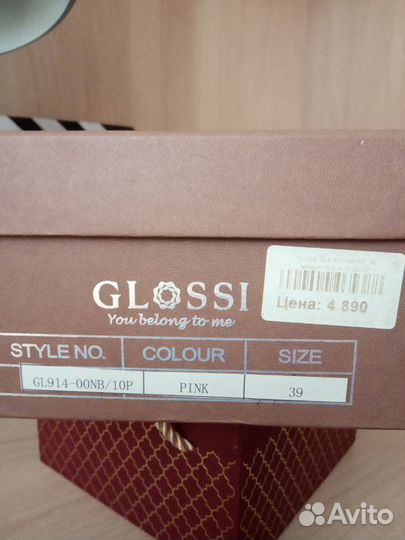 GLOSSI
You belong to me
Цена: 4 890
STYLE NO. COLOUR SIZE
GL914-00NB/10P PINK 39
Avito